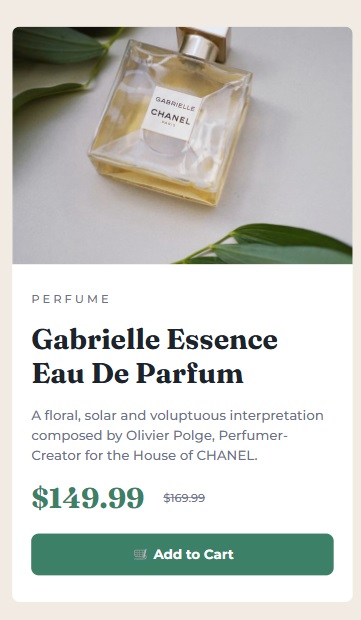 GABRIELLE
CHANEL
PARIS
PERFUME
Gabrielle Essence
Eau De Parfum
A floral, solar and voluptuous interpretation
composed by Olivier Polge, Perfumer-
Creator for the House of CHANEL.
$149.99 $169.99
Add to Cart